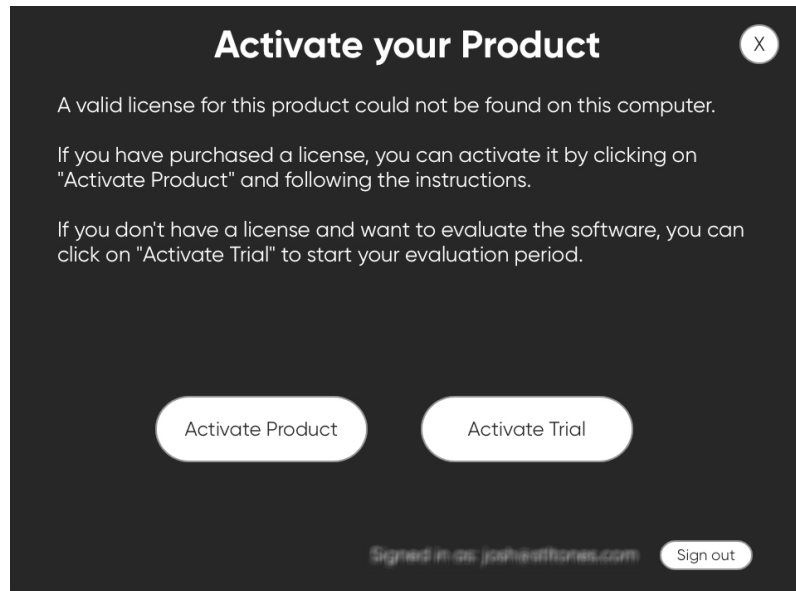 Activate your Product
X
A valid license for this product could not be found on this computer.
If you have purchased a license, you can activate it by clicking on
"Activate Product" and following the instructions.
If you don't have a license and want to evaluate the software, you can
click on "Activate Trial" to start your evaluation period.
Activate Product
Activate Trial
Signed in as:
Sign out